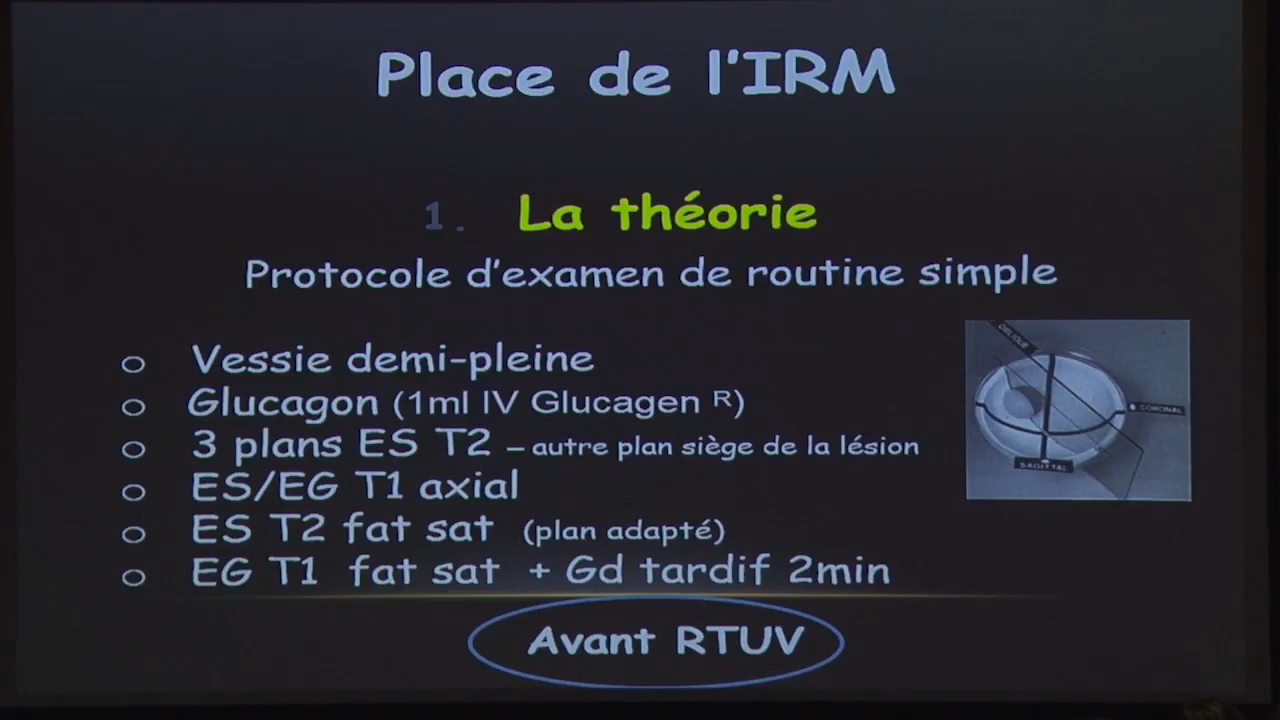 Place de l'IRM
1. La théorie
Protocole d'examen de routine simple
o Vessie demi-pleine
o Glucagon (1ml IV Glucagen R)
o 3 plans ES T2 – autre plan siège de la lésion
o ES/EG T1 axial
o ES T2 fat sat (plan adapté)
o EG T1 fat sat + Gd tardif 2min
OBLIQUE
CORONAL
SAGITTAL
Avant RTUV